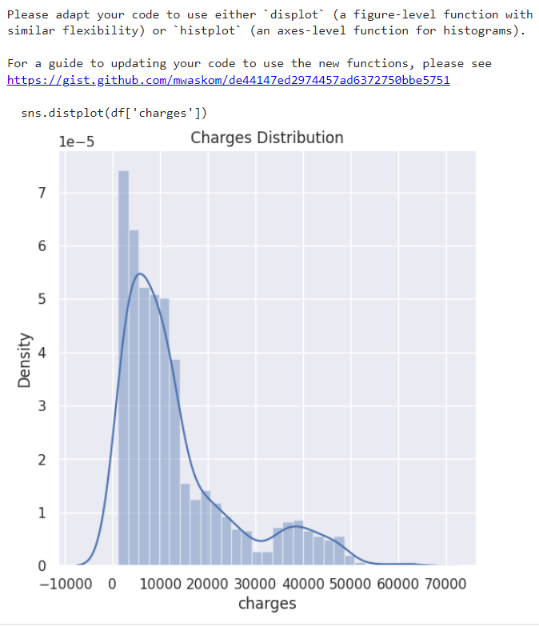 Please adapt your code to use either `displot` (a figure-level function with
similar flexibility) or `histplot` (an axes-level function for histograms).
For a guide to updating your code to use the new functions, please see
https://gist.github.com/mwaskom/de44147ed2974457ad6372750bbe5751
sns.distplot(df['charges'])
1e−5
Charges Distribution
7
6
5
4
3
2
1
0
Density
−10000 0 10000 20000 30000 40000 50000 60000 70000
charges